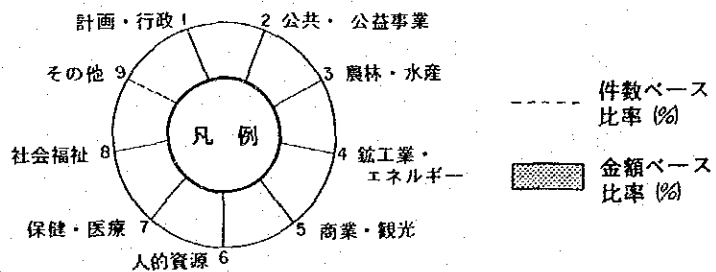 計画・行政 1
2 公共・公益事業
3 農林・水産
4 鉱工業・
エネルギー
5 商業・観光
人的資源 6
保健・医療 7
社会福祉 8
その他 9
凡 例
件数ベース
比率 (%)
金額ベース
比率 (%)